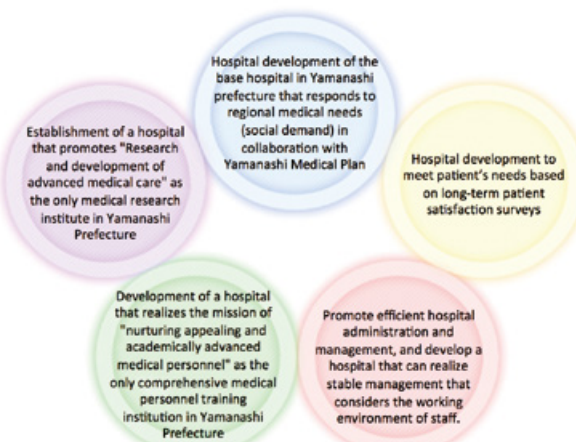 Hospital development of the
base hospital in Yamanashi
prefecture that responds to
regional medical needs
(social demand) in
collaboration with
Yamanashi Medical Plan
Establishment of a hospital
that promotes "Research
and development of
advanced medical care" as
the only medical research
institute in Yamanashi
Prefecture
Hospital development to
meet patient's needs based
on long-term patient
satisfaction surveys
Development of a hospital
that realizes the mission of
"nurturing appealing and
academically advanced
medical personnel" as the
only comprehensive medical
personnel training
institution in Yamanashi
Prefecture
Promote efficient hospital
administration and
management, and develop a
hospital that can realize
stable management that
considers the working
environment of staff.